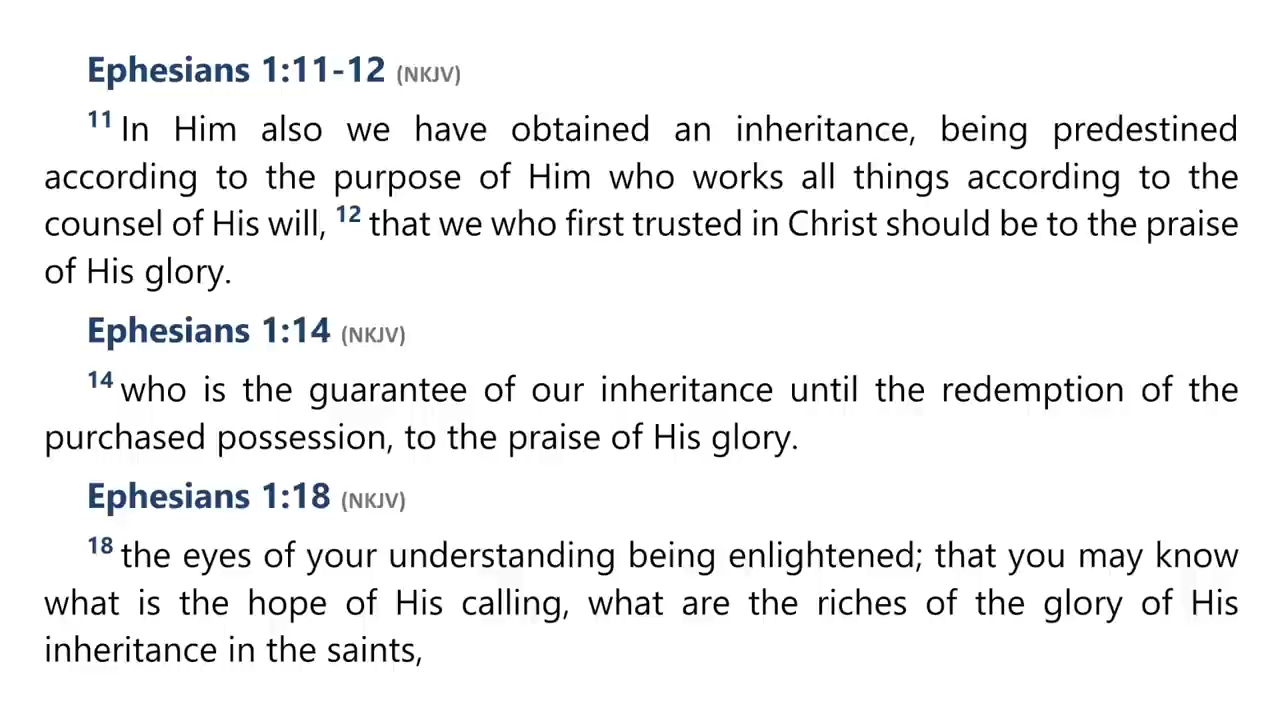 Ephesians 1:11-12 (NKJV)
11 In Him also we have obtained an inheritance, being predestined
according to the purpose of Him who works all things according to the
counsel of His will, 12 that we who first trusted in Christ should be to the praise
of His glory.
Ephesians 1:14 (NKJV)
14 who is the guarantee of our inheritance until the redemption of the
purchased possession, to the praise of His glory.
Ephesians 1:18 (NKJV)
18 the eyes of your understanding being enlightened; that you may know
what is the hope of His calling, what are the riches of the glory of His
inheritance in the saints,